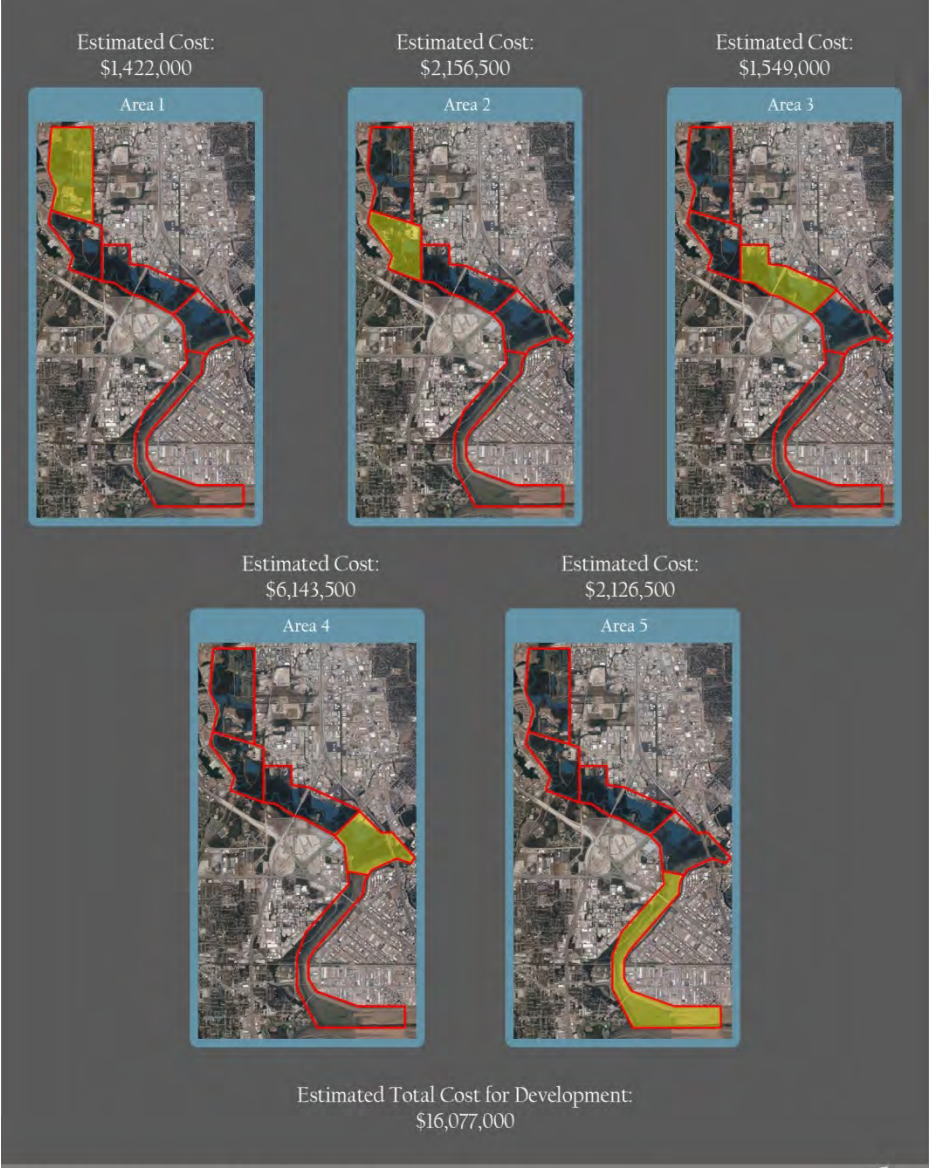 Estimated Cost:
$1,422,000
Area 1
Estimated Cost:
$2,156,500
Area 2
Estimated Cost:
$1,549,000
Area 3
Estimated Cost:
$6,143,500
Area 4
Estimated Cost:
$2,126,500
Area 5
Estimated Total Cost for Development:
$16,077,000